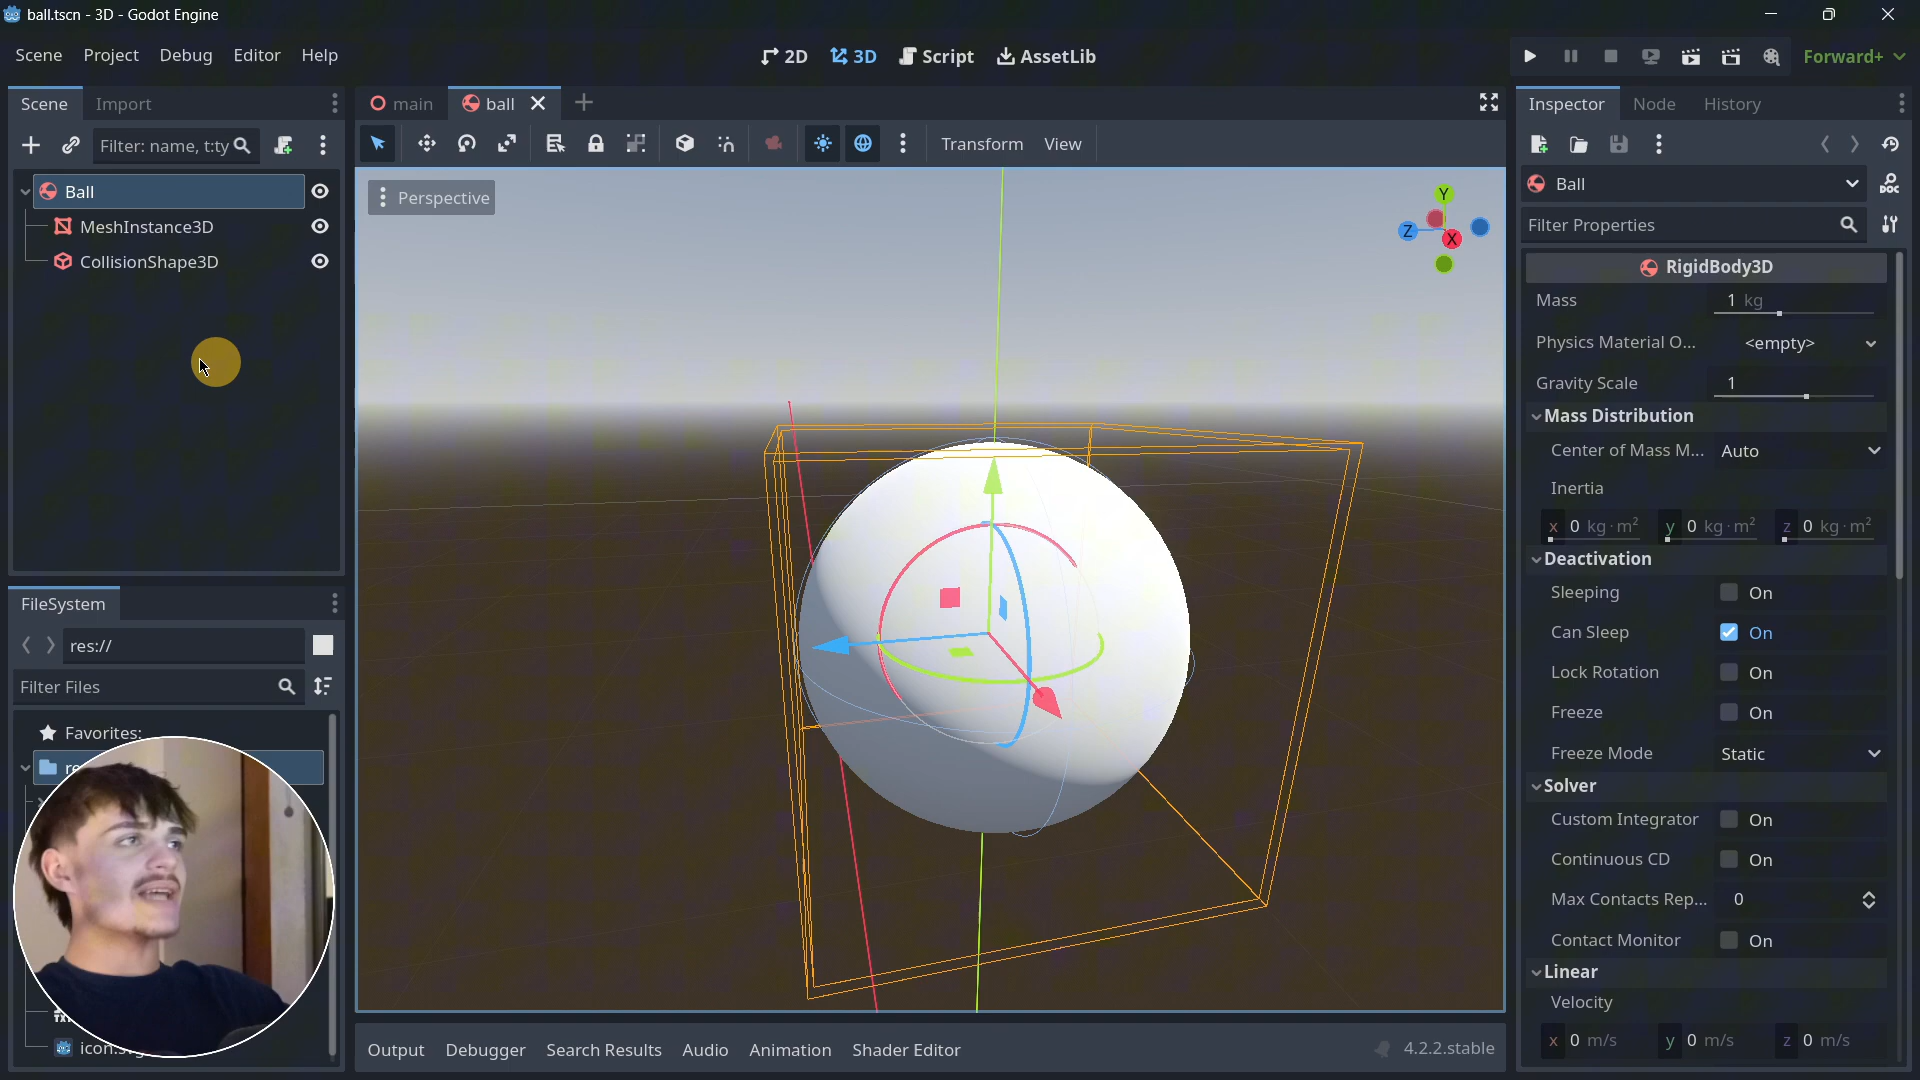 ball.tscn - 3D - Godot Engine
Scene Project Debug Editor Help
2D 3D Script AssetLib
Forward+
Scene Import
main ball
Inspector Node History
Filter: name, t:ty
Transform View
Ball
MeshInstance3D
CollisionShape3D
Perspective
Y
Z
X
Ball
Filter Properties
RigidBody3D
Mass 1 kg
Physics Material O... <empty>
Gravity Scale 1
Mass Distribution
Center of Mass M... Auto
Inertia
x 0 kg·m² y 0 kg·m² z 0 kg·m²
Deactivation
Sleeping On
Can Sleep On
Lock Rotation On
Freeze On
Freeze Mode Static
Solver
Custom Integrator On
Continuous CD On
Max Contacts Rep... 0
Contact Monitor On
Linear
Velocity
x 0 m/s y 0 m/s z 0 m/s
FileSystem
res://
Filter Files
Favorites:
icon.svg
Output Debugger Search Results Audio Animation Shader Editor
4.2.2.stable